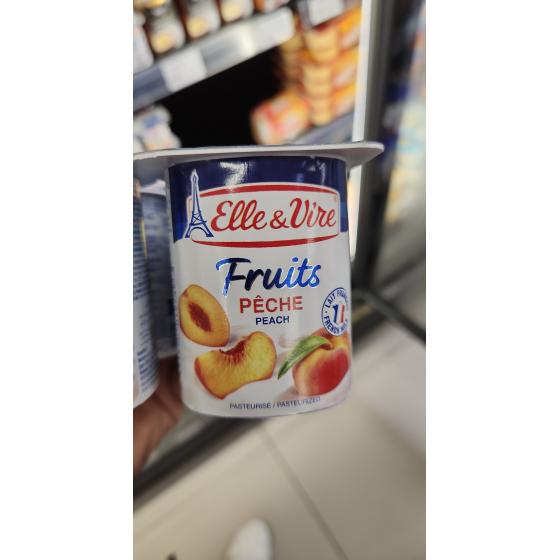 Elle & Vire
Fruits
PÊCHE
PEACH
PASTEURISÉ / PASTEURIZED